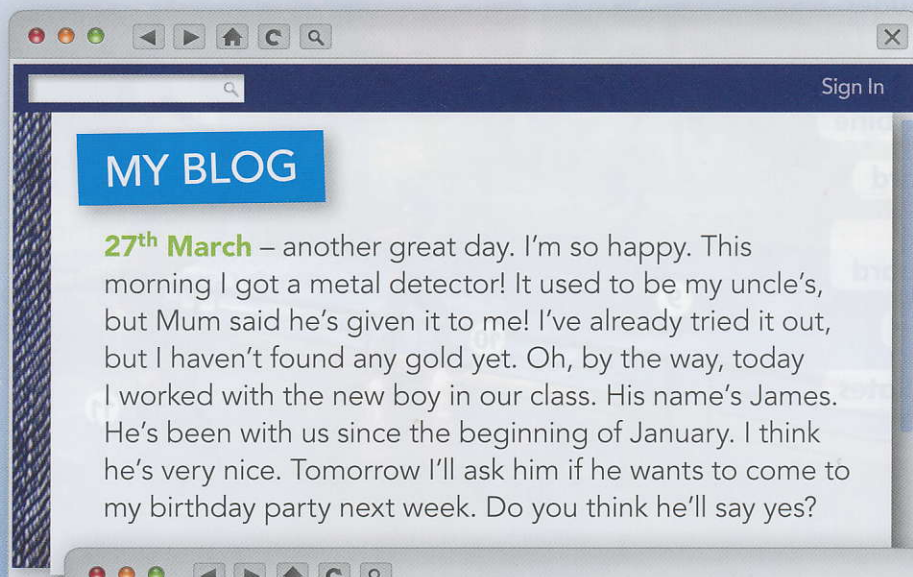 Sign In
MY BLOG
27th March – another great day. I'm so happy. This
morning I got a metal detector! It used to be my uncle's,
but Mum said he's given it to me! I've already tried it out,
but I haven't found any gold yet. Oh, by the way, today
I worked with the new boy in our class. His name's James.
He's been with us since the beginning of January. I think
he's very nice. Tomorrow I'll ask him if he wants to come to
my birthday party next week. Do you think he'll say yes?